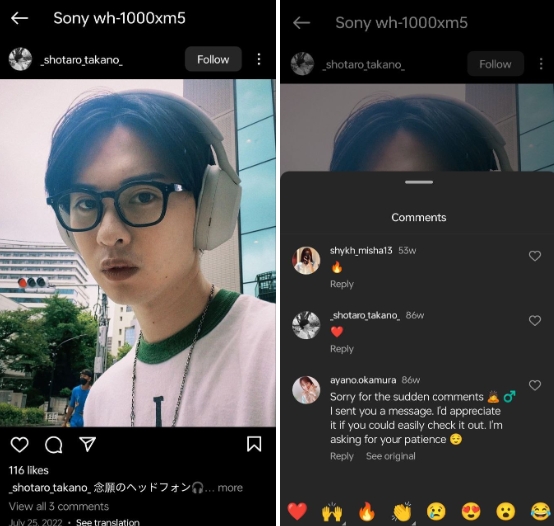 Sony wh-1000xm5
_shotaro_takano_
Follow
116 likes
_shotaro_takano_ 念願のヘッドフォン🎧... more
View all 3 comments
July 25, 2022 • See translation
Sony wh-1000xm5
_shotaro_takano_
Follow
Comments
shykh_misha13 53w
🔥
Reply
_shotaro_takano_ 86w
❤️
Reply
ayano.okamura 86w
Sorry for the sudden comments 🙇‍♂️
I sent you a message. I'd appreciate
it if you could easily check it out. I'm
asking for your patience 😌
Reply See original
❤️ 🙌 🔥 👏 😢 😍 😮 😂